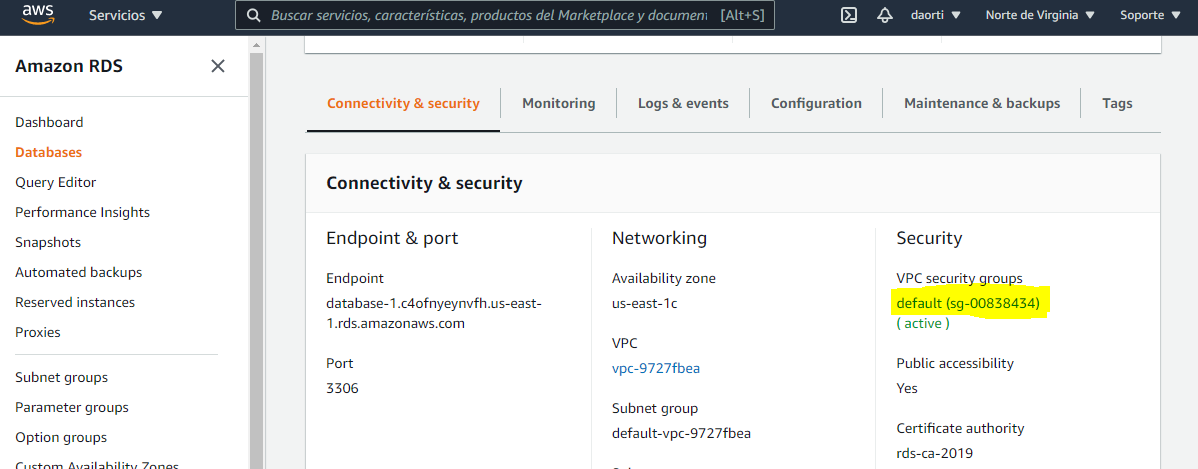 aws
Servicios
Buscar servicios, características, productos del Marketplace y document
[Alt+S]
daorti
Norte de Virginia
Soporte
Amazon RDS
Dashboard
Databases
Query Editor
Performance Insights
Snapshots
Automated backups
Reserved instances
Proxies
Subnet groups
Parameter groups
Option groups
Custom Availability Zones
Connectivity & security
Monitoring
Logs & events
Configuration
Maintenance & backups
Tags
Connectivity & security
Endpoint & port
Endpoint
database-1.c4ofnyeynvfh.us-east-
1.rds.amazonaws.com
Port
3306
Networking
Availability zone
us-east-1c
VPC
vpc-9727fbea
Subnet group
default-vpc-9727fbea
Security
VPC security groups
default (sg-00838434)
( active )
Public accessibility
Yes
Certificate authority
rds-ca-2019